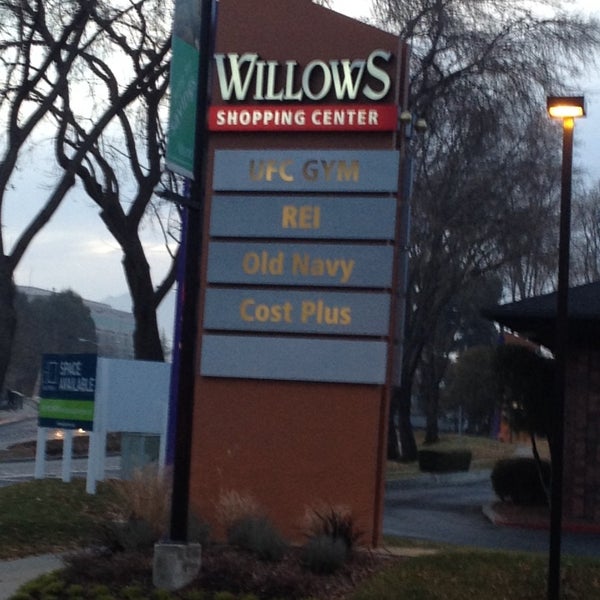 WILLOWS
SHOPPING CENTER
UFC GYM
REI
Old Navy
Cost Plus
SPACE
AVAILABLE